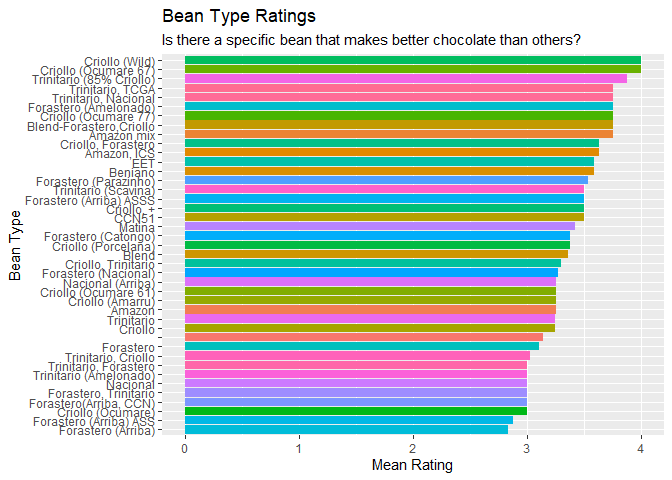 Bean Type Ratings
Is there a specific bean that makes better chocolate than others?
Bean Type
Criollo (Wild)
Criollo (Ocumare 67)
Trinitario (85% Criollo)
Trinitario, TCGA
Trinitario, Nacional
Forastero (Amelonado)
Criollo (Ocumare 77)
Blend-Forastero,Criollo
Amazon mix
Criollo, Forastero
Amazon, ICS
EET
Beniano
Forastero (Parazinho)
Trinitario (Scavina)
Forastero (Arriba) ASSS
Criollo, +
CCN51
Matina
Forastero (Catongo)
Criollo (Porcelana)
Blend
Criollo, Trinitario
Forastero (Nacional)
Nacional (Arriba)
Criollo (Ocumare 61)
Criollo (Amarru)
Amazon
Trinitario
Criollo
Forastero
Trinitario, Criollo
Trinitario, Forastero
Trinitario (Amelonado)
Nacional
Forastero, Trinitario
Forastero(Arriba, CCN)
Criollo (Ocumare)
Forastero (Arriba) ASS
Forastero (Arriba)
0 1 2 3 4
Mean Rating